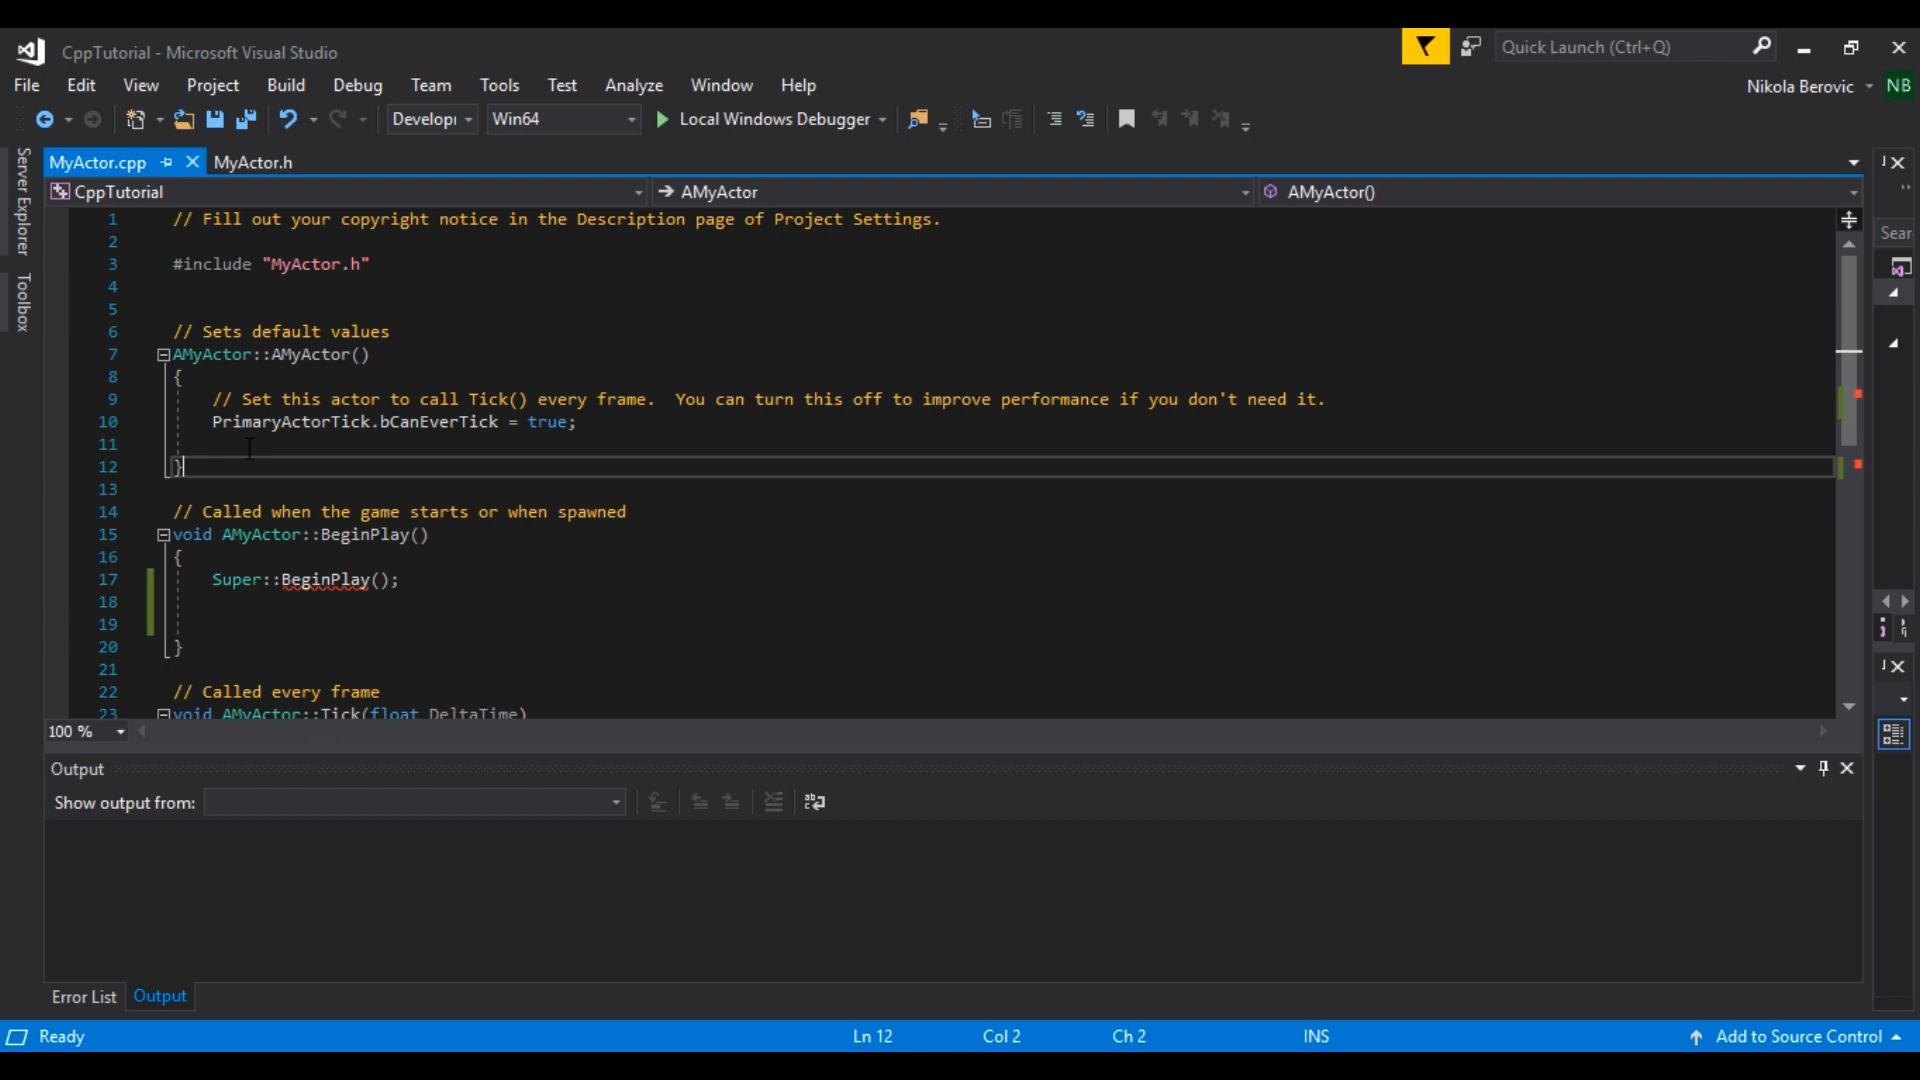 CppTutorial - Microsoft Visual Studio
Quick Launch (Ctrl+Q)
File Edit View Project Build Debug Team Tools Test Analyze Window Help
Nikola Berovic NB
Develop Win64 Local Windows Debugger
Server Explorer
Toolbox
MyActor.cpp MyActor.h
CppTutorial AMyActor AMyActor()
Sear
1 // Fill out your copyright notice in the Description page of Project Settings.
2
3 #include "MyActor.h"
4
5
6 // Sets default values
7 AMyActor::AMyActor()
8 {
9 // Set this actor to call Tick() every frame.  You can turn this off to improve performance if you don't need it.
10 PrimaryActorTick.bCanEverTick = true;
11
12 }
13
14 // Called when the game starts or when spawned
15 void AMyActor::BeginPlay()
16 {
17 Super::BeginPlay();
18
19
20 }
21
22 // Called every frame
23 void AMyActor::Tick(float DeltaTime)
100 %
Output
Show output from:
Error List Output
Ready Ln 12 Col 2 Ch 2 INS Add to Source Control